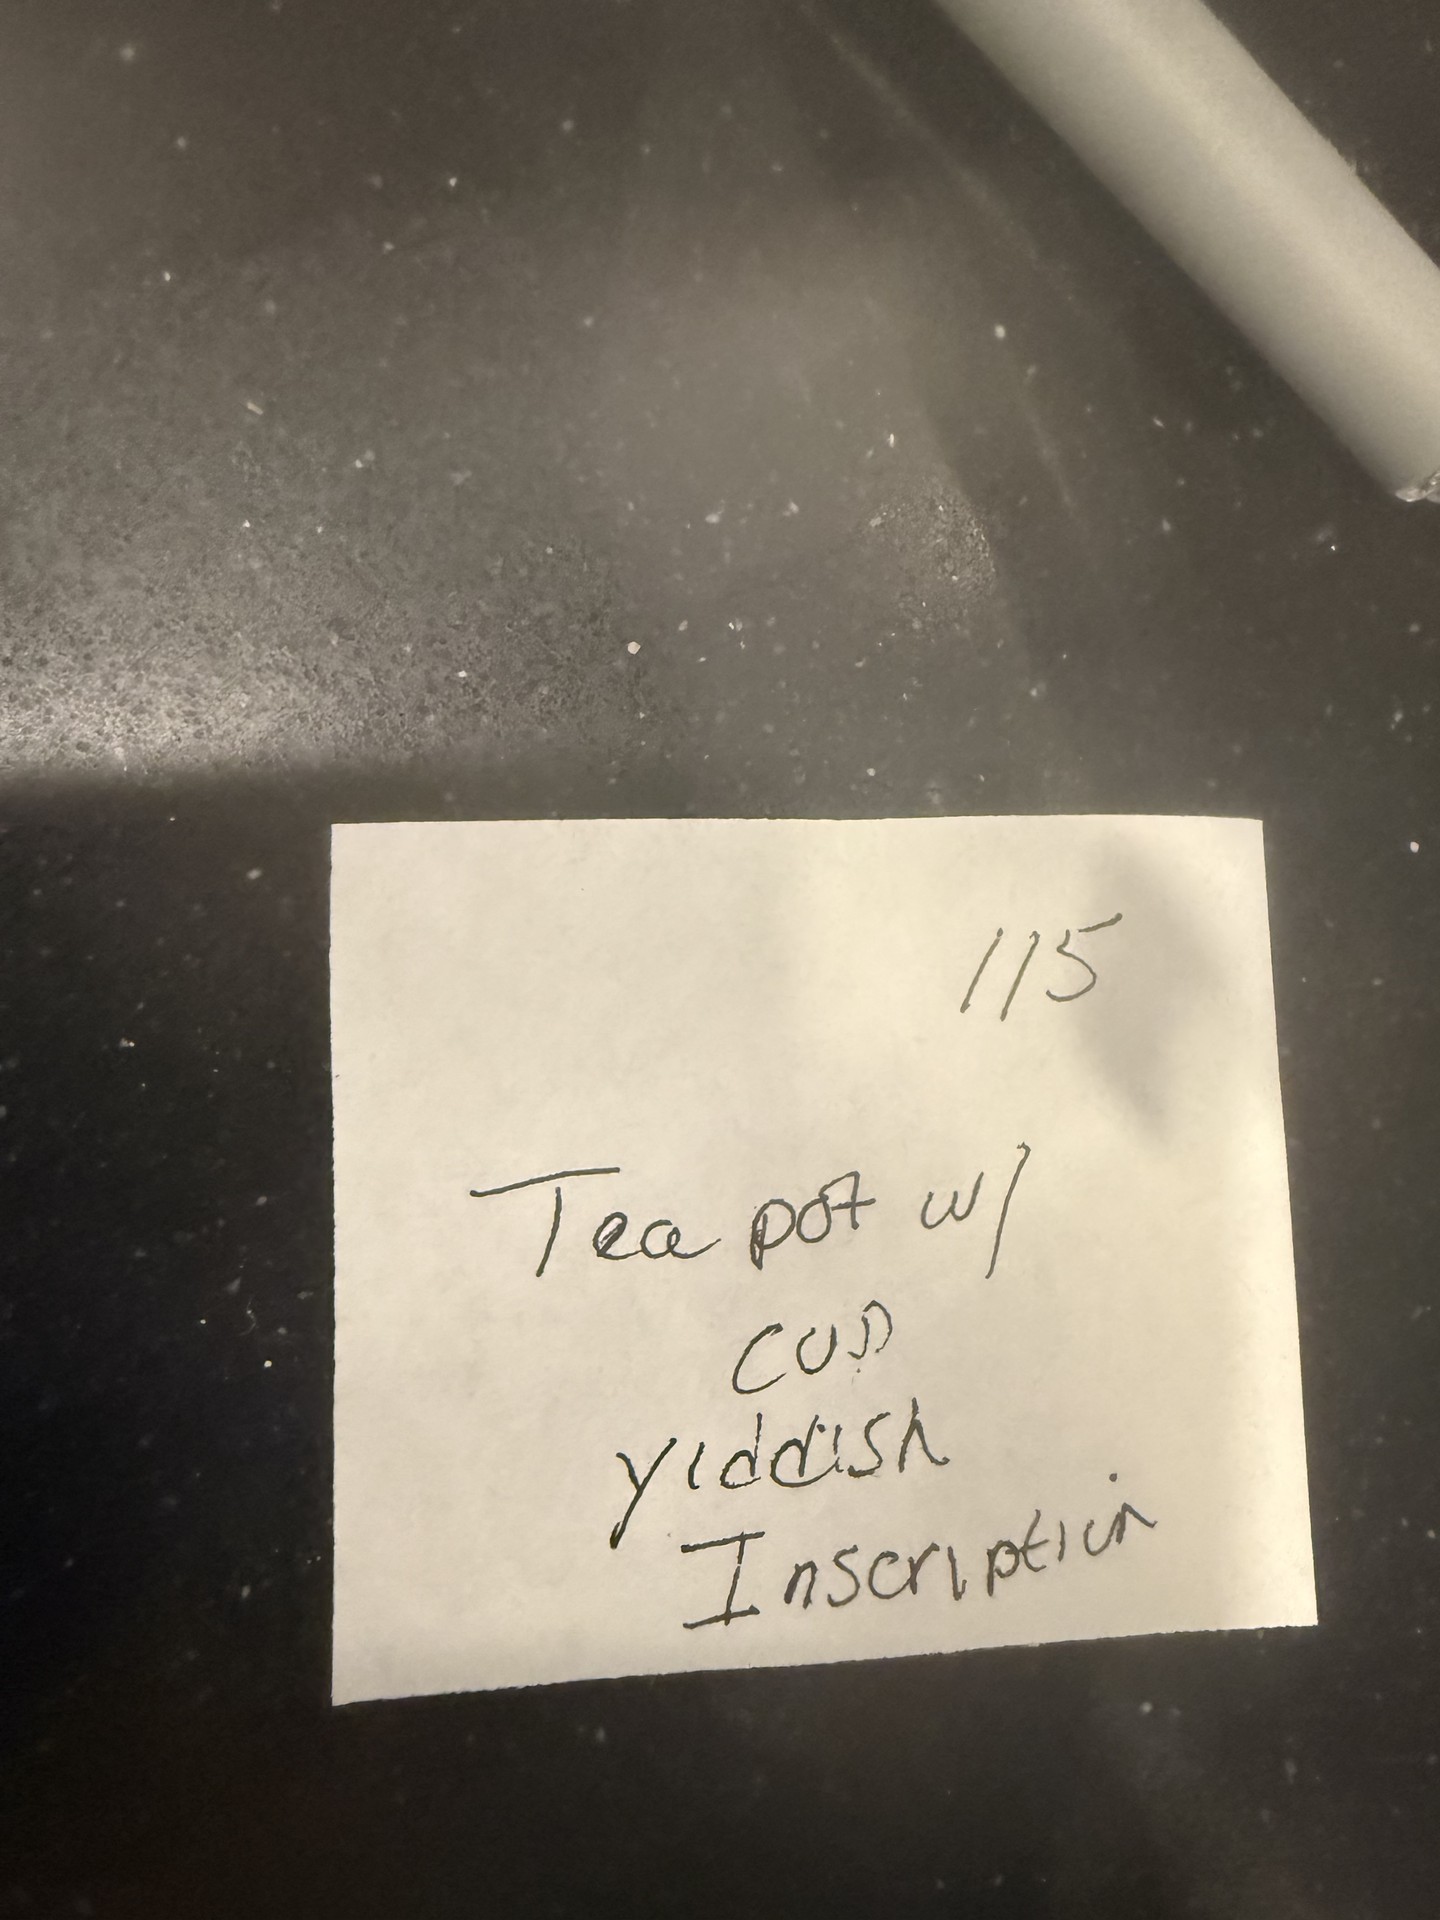 115
Tea pot w/
cup
yiddish
Inscription